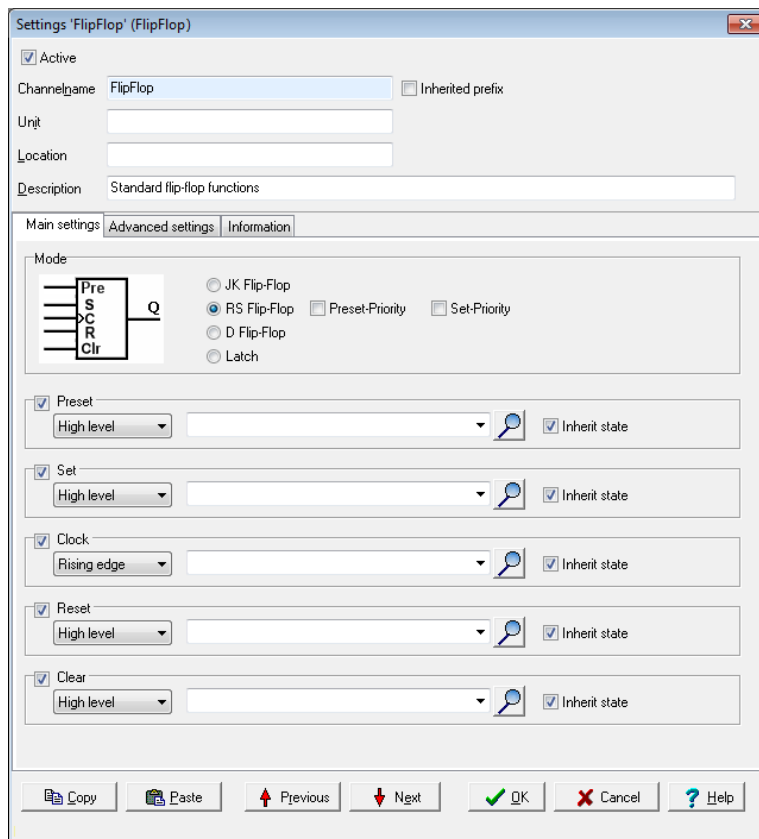 Settings 'FlipFlop' (FlipFlop)
Active
Channelname FlipFlop Inherited prefix
Unit
Location
Description Standard flip-flop functions
Main settings Advanced settings Information
Mode
Pre
S
C
R
Clr
Q
JK Flip-Flop
RS Flip-Flop Preset-Priority Set-Priority
D Flip-Flop
Latch
Preset
High level Inherit state
Set
High level Inherit state
Clock
Rising edge Inherit state
Reset
High level Inherit state
Clear
High level Inherit state
Copy Paste Previous Next OK Cancel Help